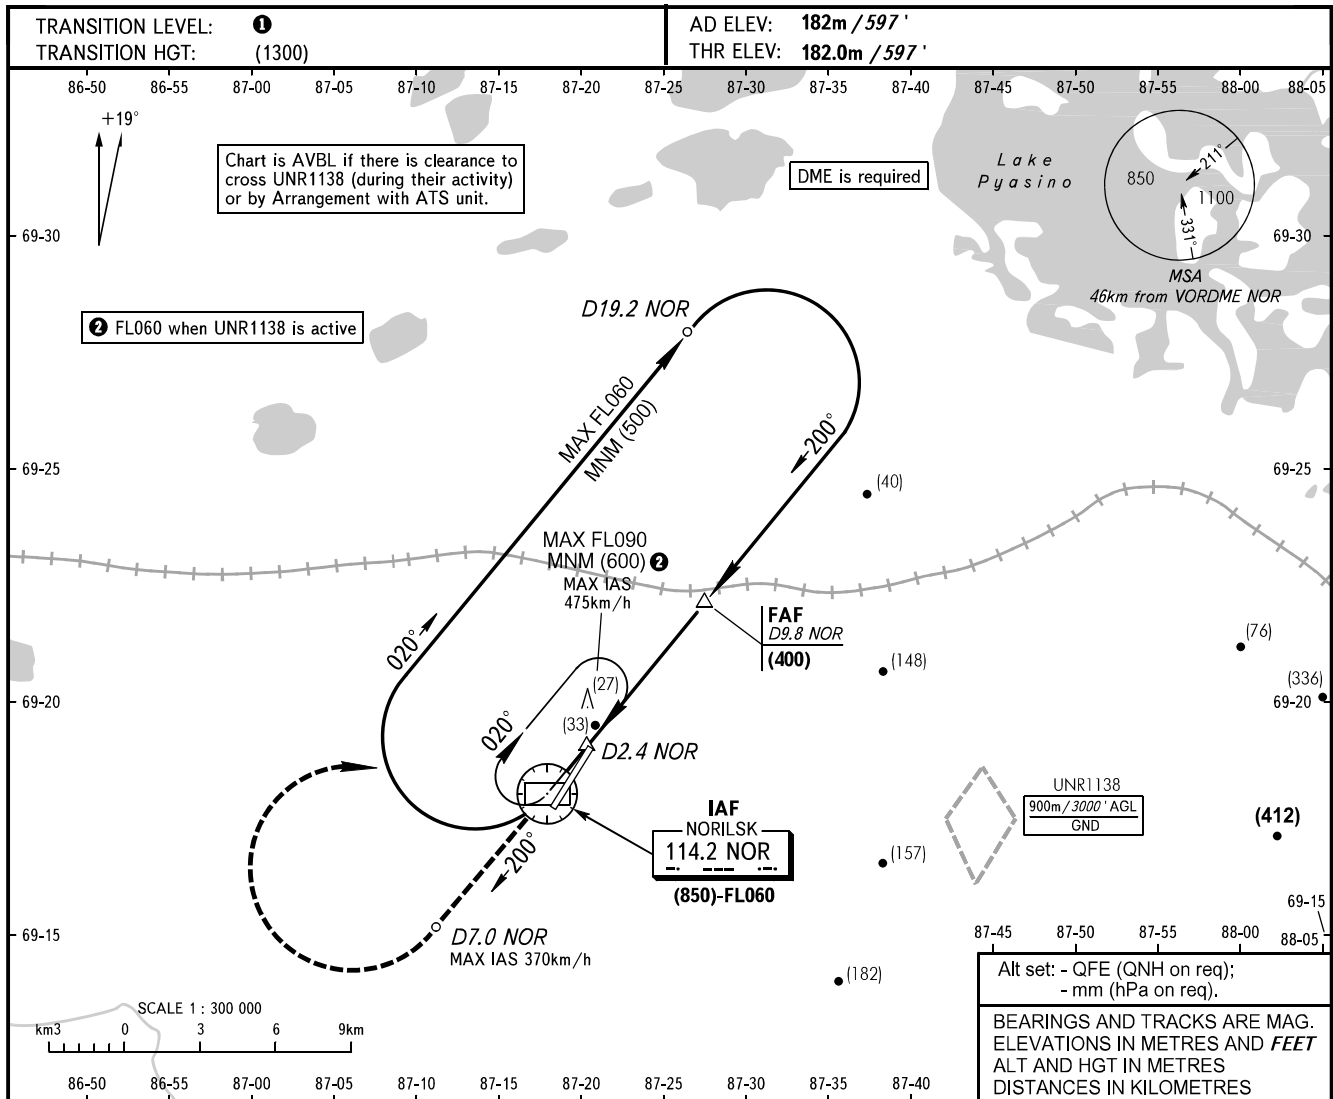 TRANSITION LEVEL: ❶
TRANSITION HGT: (1300)
AD ELEV: 182m / 597 '
THR ELEV: 182.0m / 597 '
86-50 86-55 87-00 87-05 87-10 87-15 87-20 87-25 87-30 87-35 87-40 87-45 87-50 87-55 88-00 88-05
+19°
Chart is AVBL if there is clearance to
cross UNR1138 (during their activity)
or by Arrangement with ATS unit.
DME is required
Lake
Pyasino
850
211°
1100
331°
69-30
69-30
MSA
46km from VORDME NOR
❷ FL060 when UNR1138 is active
D19.2 NOR
MAX FL060
MNM (500)
200°
69-25
69-25
(40)
MAX FL090
MNM (600) ❷
MAX IAS
475km/h
FAF
D9.8 NOR
(400)
020°
(76)
(148)
(336)
(27)
69-20
69-20
020°
(33)
D2.4 NOR
UNR1138
900m / 3000 ' AGL
GND
IAF
NORILSK
114.2 NOR
(850)-FL060
(412)
200°
(157)
69-15
69-15
D7.0 NOR
MAX IAS 370km/h
87-45 87-50 87-55 88-00 88-05
(182)
Alt set: - QFE (QNH on req);
- mm (hPa on req).
SCALE 1 : 300 000
km3 0 3 6 9km
BEARINGS AND TRACKS ARE MAG.
ELEVATIONS IN METRES AND FEET
ALT AND HGT IN METRES
DISTANCES IN KILOMETRES
86-50 86-55 87-00 87-05 87-10 87-15 87-20 87-25 87-30 87-35 87-40